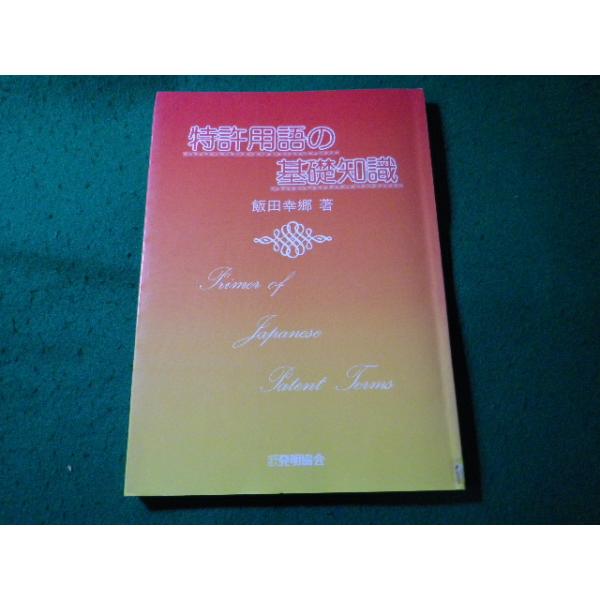 特許用語の
基礎知識
飯田幸郷 著
Primer of
Japanese
Patent Terms
発明協会